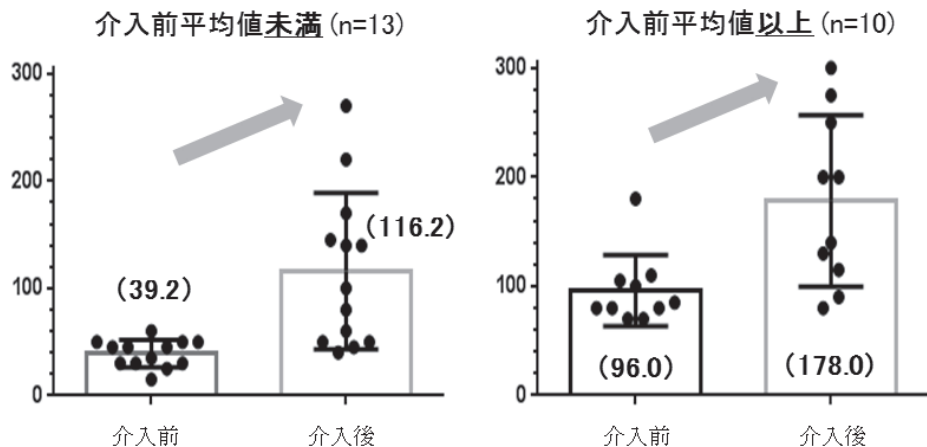 介入前平均値未満 (n=13)
300
200
100
0
(39.2)
(116.2)
介入前
介入後
介入前平均値以上 (n=10)
300
200
100
0
(96.0)
(178.0)
介入前
介入後